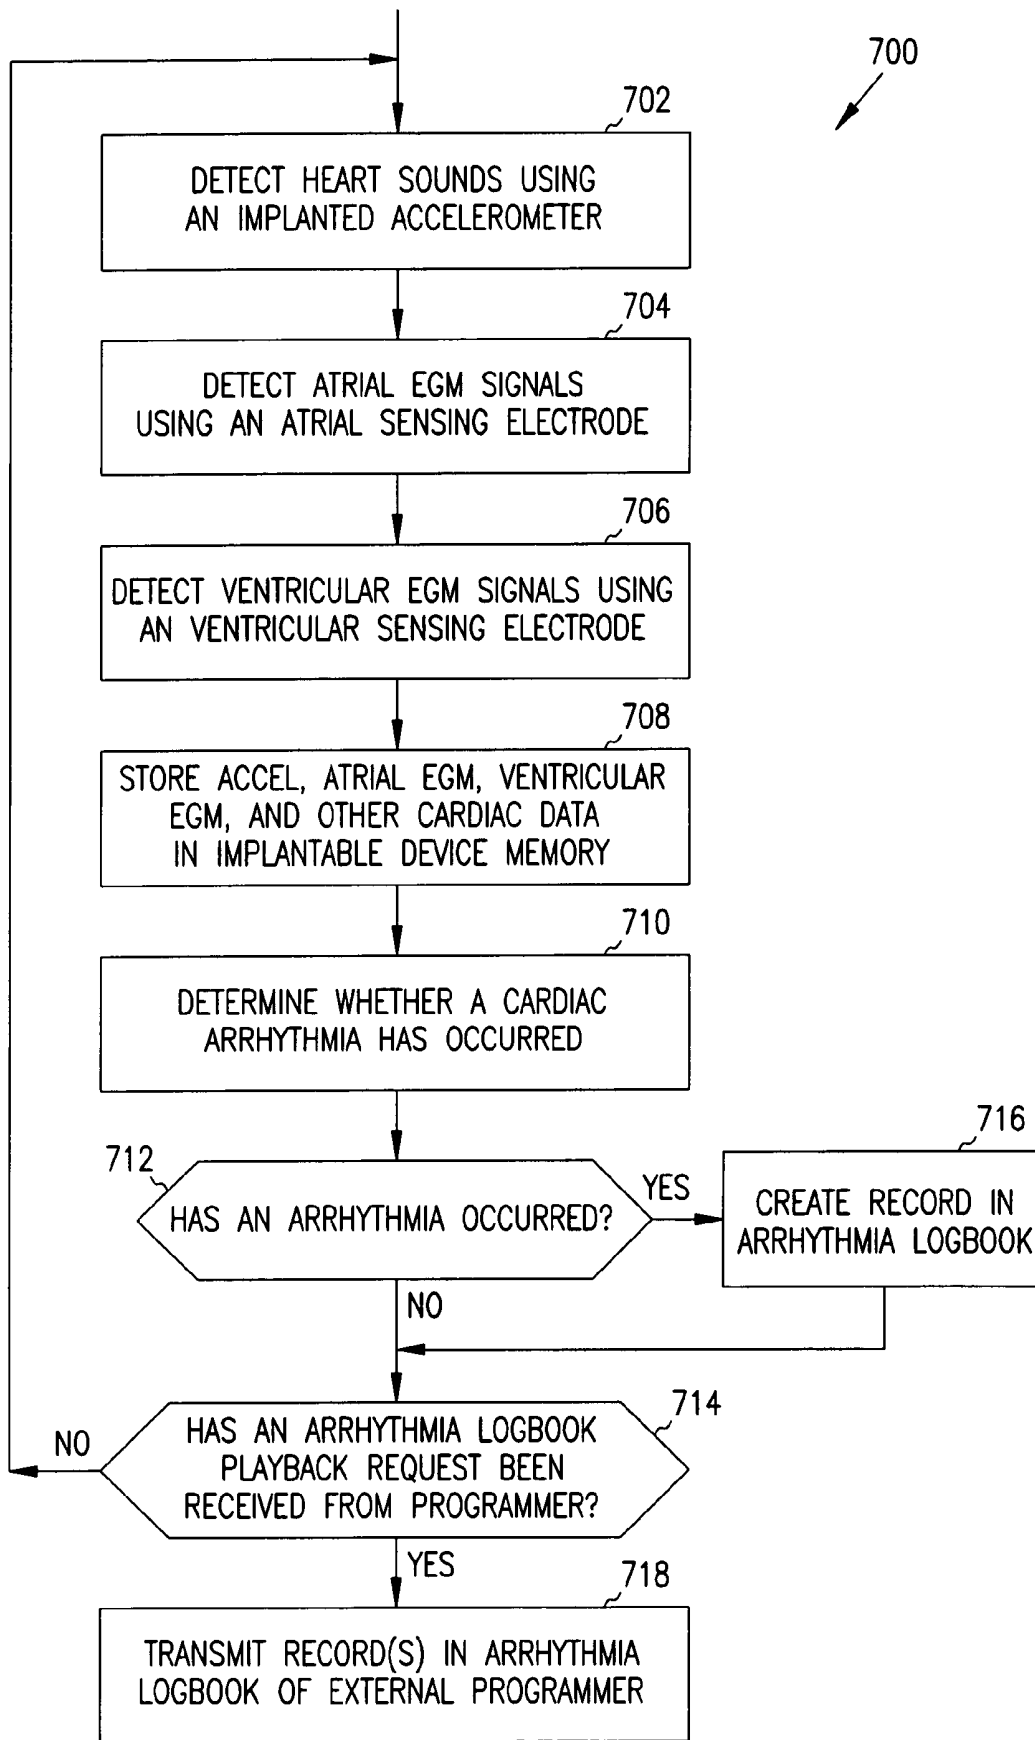 700
702
DETECT HEART SOUNDS USING
AN IMPLANTED ACCELEROMETER
704
DETECT ATRIAL EGM SIGNALS
USING AN ATRIAL SENSING ELECTRODE
706
DETECT VENTRICULAR EGM SIGNALS USING
AN VENTRICULAR SENSING ELECTRODE
708
STORE ACCEL, ATRIAL EGM, VENTRICULAR
EGM, AND OTHER CARDIAC DATA
IN IMPLANTABLE DEVICE MEMORY
710
DETERMINE WHETHER A CARDIAC
ARRHYTHMIA HAS OCCURRED
712
HAS AN ARRHYTHMIA OCCURRED?
YES
716
CREATE RECORD IN
ARRHYTHMIA LOGBOOK
NO
714
HAS AN ARRHYTHMIA LOGBOOK
PLAYBACK REQUEST BEEN
RECEIVED FROM PROGRAMMER?
NO
YES
718
TRANSMIT RECORD(S) IN ARRHYTHMIA
LOGBOOK OF EXTERNAL PROGRAMMER